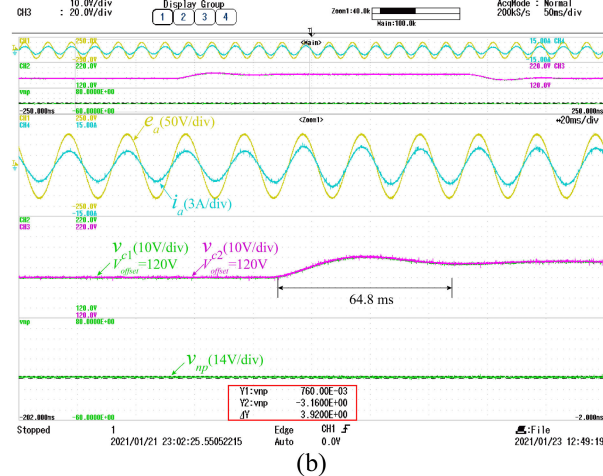 10.0V/div
CH3 : 20.0V/div
Display Group
1 2 3 4
Zoom1:40.0k
Main:100.0k
AcqMode : Normal
200kS/s 50ms/div
CH1 250.0V
<Main>
15.00A CH4
-250.0V
CH2 220.0V
220.0V CH3
120.0V
120.0V
vnp 80.0000E+00
-60.0000E+00
-250.000ms
250.000ms
CH1 250.0V
CH4 15.00A
<Zoom1>
20ms/div
ea(50V/div)
ia(3A/div)
-250.0V
-15.00A
CH2 220.0V
CH3 220.0V
vc1(10V/div)
Voffset=120V
vc2(10V/div)
Voffset=120V
64.8 ms
120.0V
120.0V
vnp 80.0000E+00
vnp(14V/div)
Y1:vnp 760.00E-03
Y2:vnp -3.1600E+00
ΔY 3.9200E+00
-202.000ms -60.0000E+00
-2.000ms
Stopped 1
Edge CH1
:File
2021/01/21 23:02:25.55052215
Auto 0.0V
2021/01/23 12:49:19
(b)